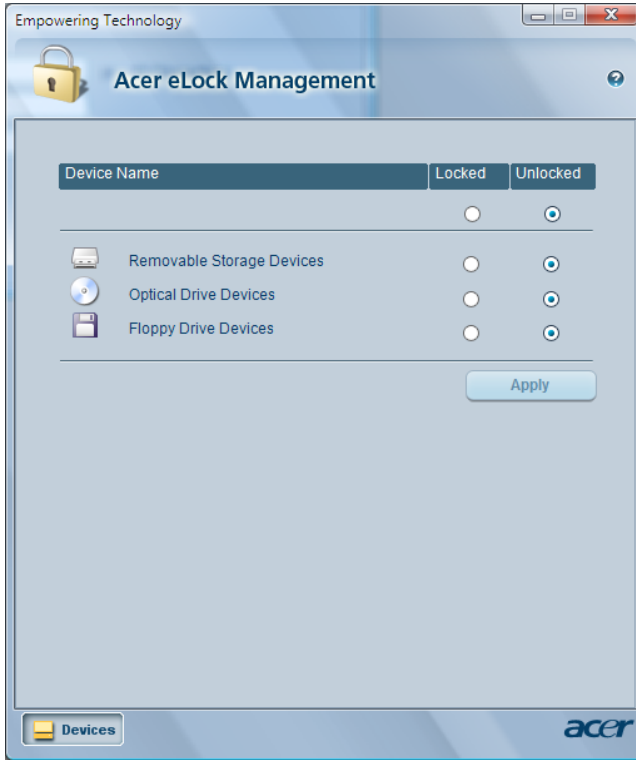 Empowering Technology
Acer eLock Management
Device Name Locked Unlocked
Removable Storage Devices
Optical Drive Devices
Floppy Drive Devices
Apply
Devices
acer